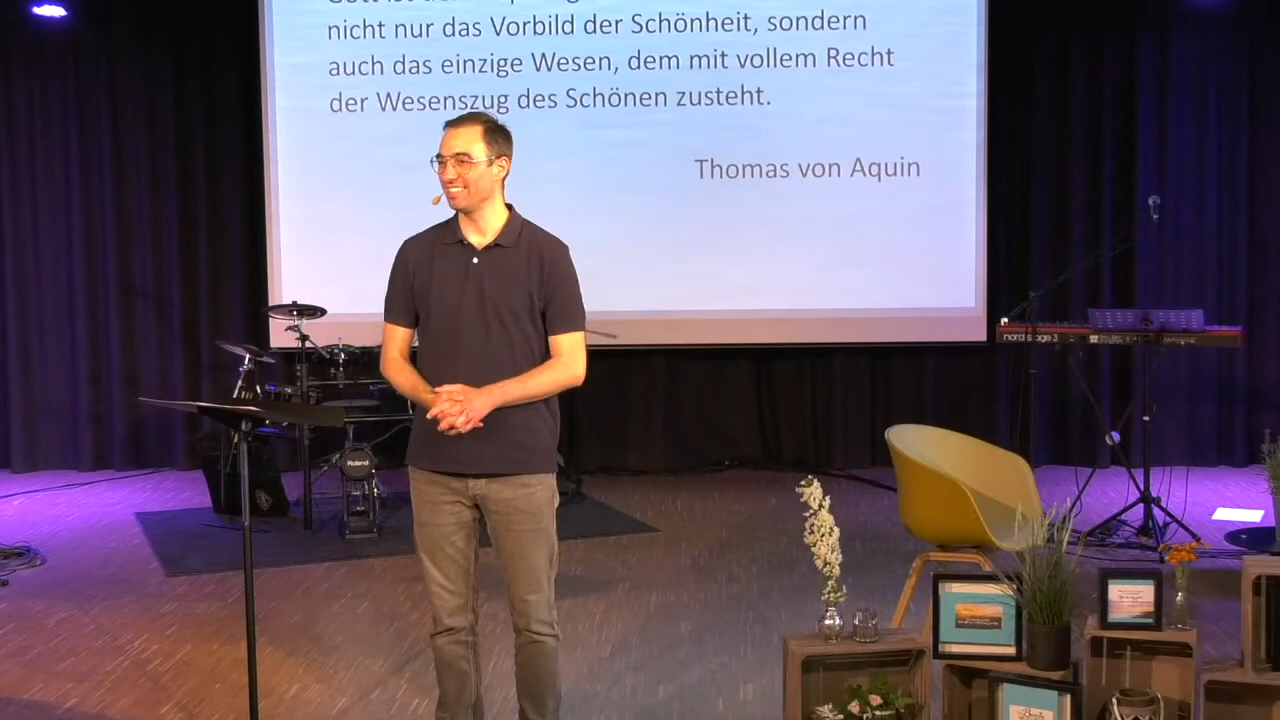 nicht nur das Vorbild der Schönheit, sondern
auch das einzige Wesen, dem mit vollem Recht
der Wesenszug des Schönen zusteht.
Thomas von Aquin
nord stage 3
Roland